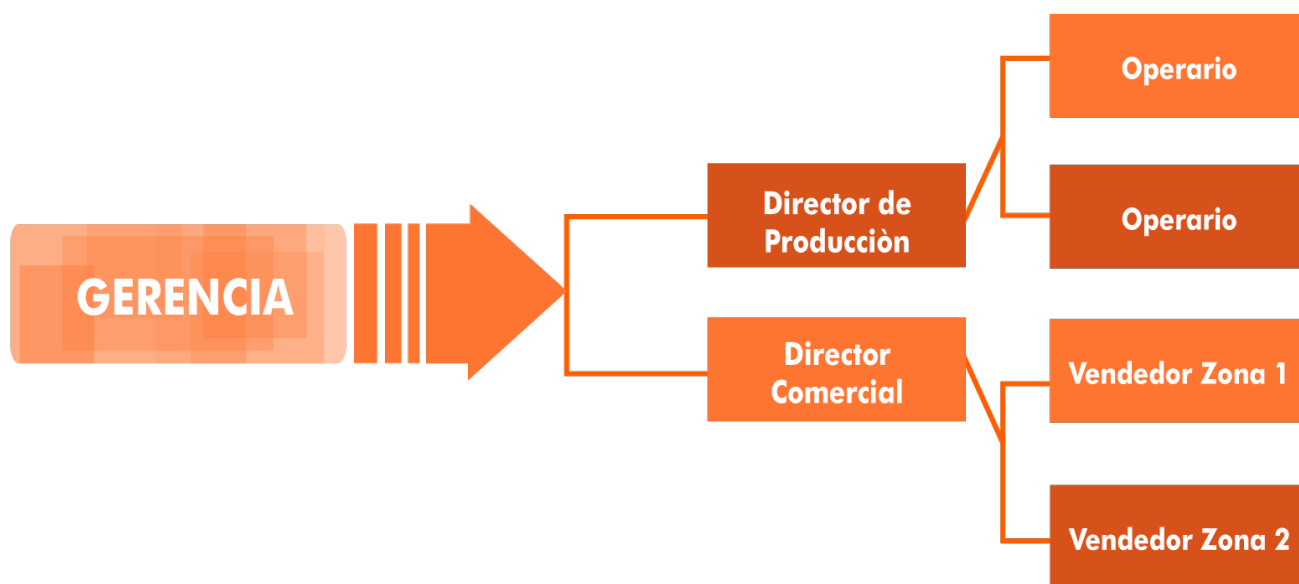 GERENCIA
Director de
Producciòn
Operario
Operario
Director
Comercial
Vendedor Zona 1
Vendedor Zona 2